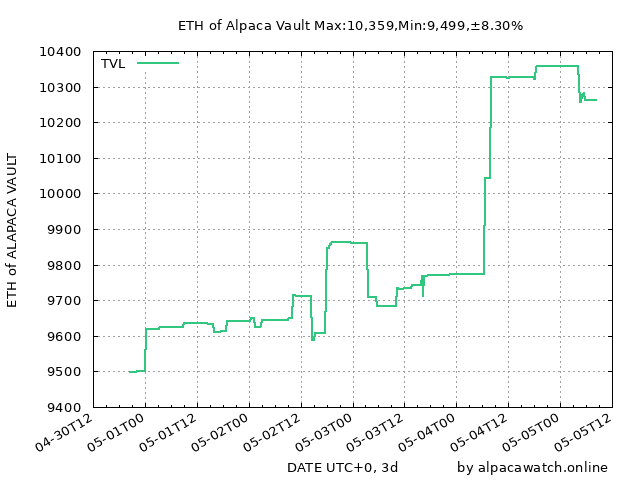 ETH of Alpaca Vault Max:10,359,Min:9,499,±8.30%
TVL
10400
10300
10200
10100
10000
9900
9800
9700
9600
9500
9400
ETH of ALAPACA VAULT
04-30T12
05-01T00
05-01T12
05-02T00
05-02T12
05-03T00
05-03T12
05-04T00
05-04T12
05-05T00
05-05T12
DATE UTC+0, 3d
by alpacawatch.online